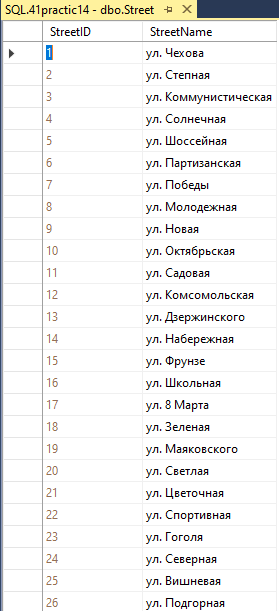 SQL.41practic14 - dbo.Street
StreetID StreetName
1 ул. Чехова
2 ул. Степная
3 ул. Коммунистическая
4 ул. Солнечная
5 ул. Шоссейная
6 ул. Партизанская
7 ул. Победы
8 ул. Молодежная
9 ул. Новая
10 ул. Октябрьская
11 ул. Садовая
12 ул. Комсомольская
13 ул. Дзержинского
14 ул. Набережная
15 ул. Фрунзе
16 ул. Школьная
17 ул. 8 Марта
18 ул. Зеленая
19 ул. Маяковского
20 ул. Светлая
21 ул. Цветочная
22 ул. Спортивная
23 ул. Гоголя
24 ул. Северная
25 ул. Вишневая
26 ул. Подгорная